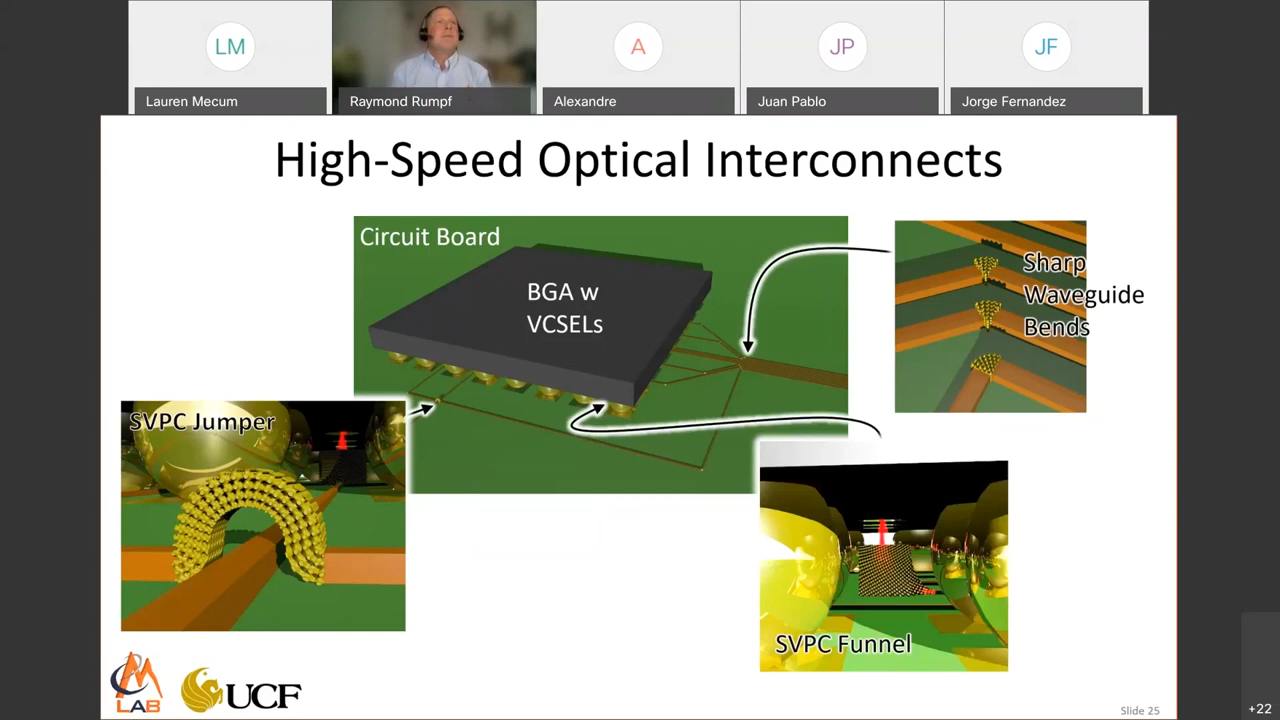 LM
A
JP
JF
Lauren Mecum
Raymond Rumpf
Alexandre
Juan Pablo
Jorge Fernandez
High-Speed Optical Interconnects
Circuit Board
BGA w
VCSELs
Sharp
Waveguide
Bends
SVPC Jumper
SVPC Funnel
EM
LAB
UCF
Slide 25
+22